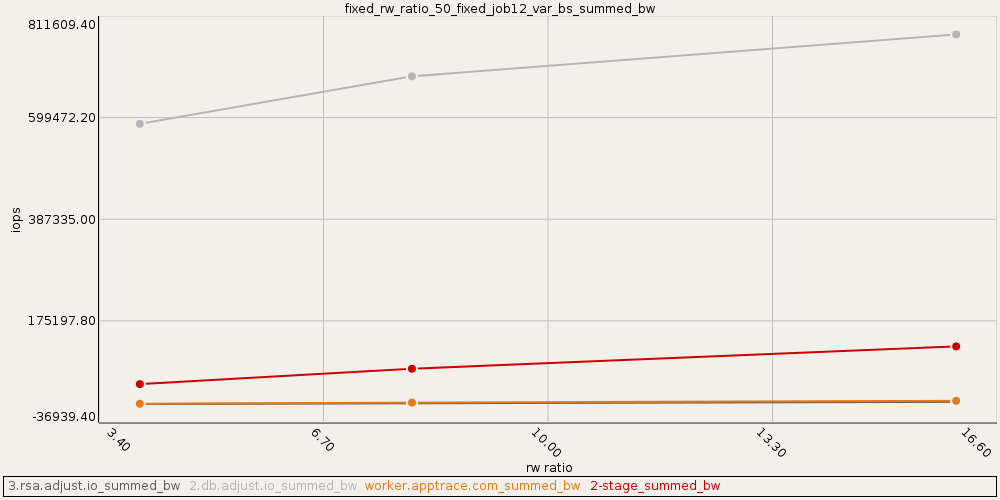 fixed_rw_ratio_50_fixed_job12_var_bs_summed_bw
811609.40
599472.20
387335.00
175197.80
-36939.40
iops
3.40 6.70 10.00 13.30 16.60
rw ratio
3.rsa.adjust.io_summed_bw 2.db.adjust.io_summed_bw worker.apptrace.com_summed_bw 2-stage_summed_bw